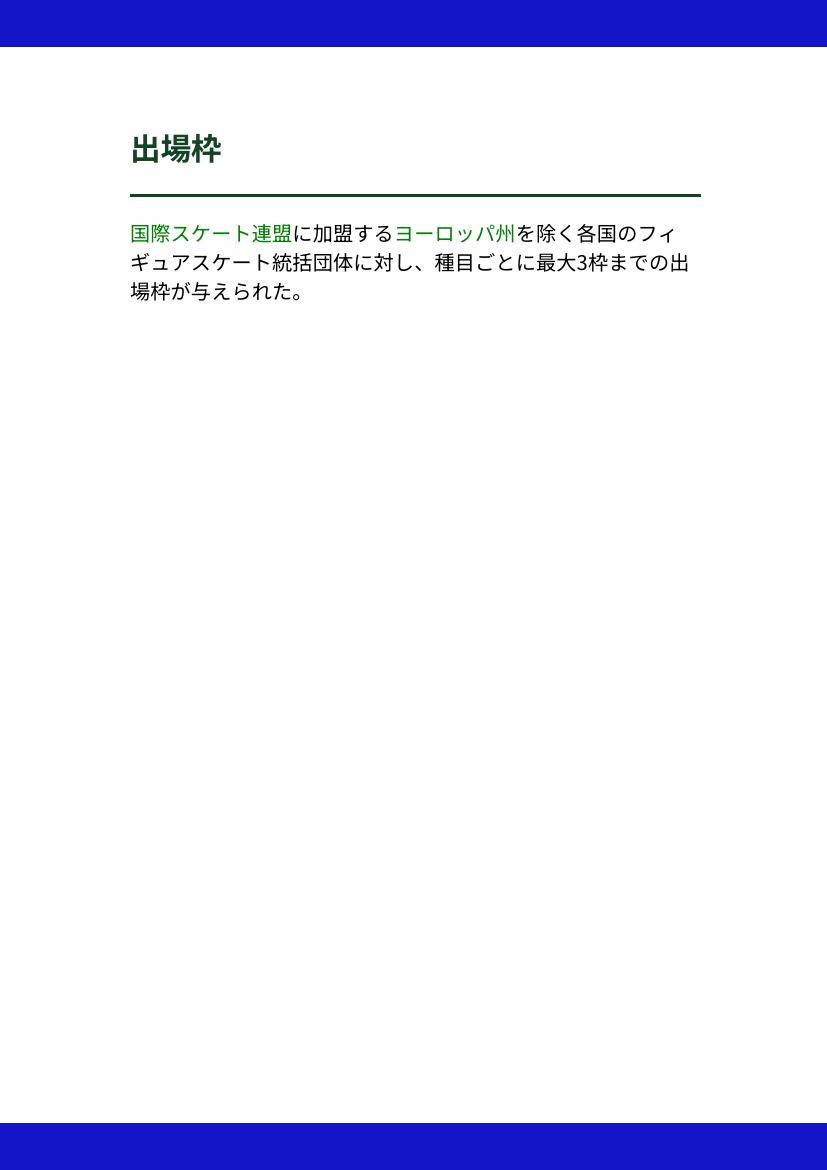 出場枠
国際スケート連盟に加盟するヨーロッパ州を除く各国のフィ
ギュアスケート統括団体に対し、種目ごとに最大3枠までの出
場枠が与えられた。